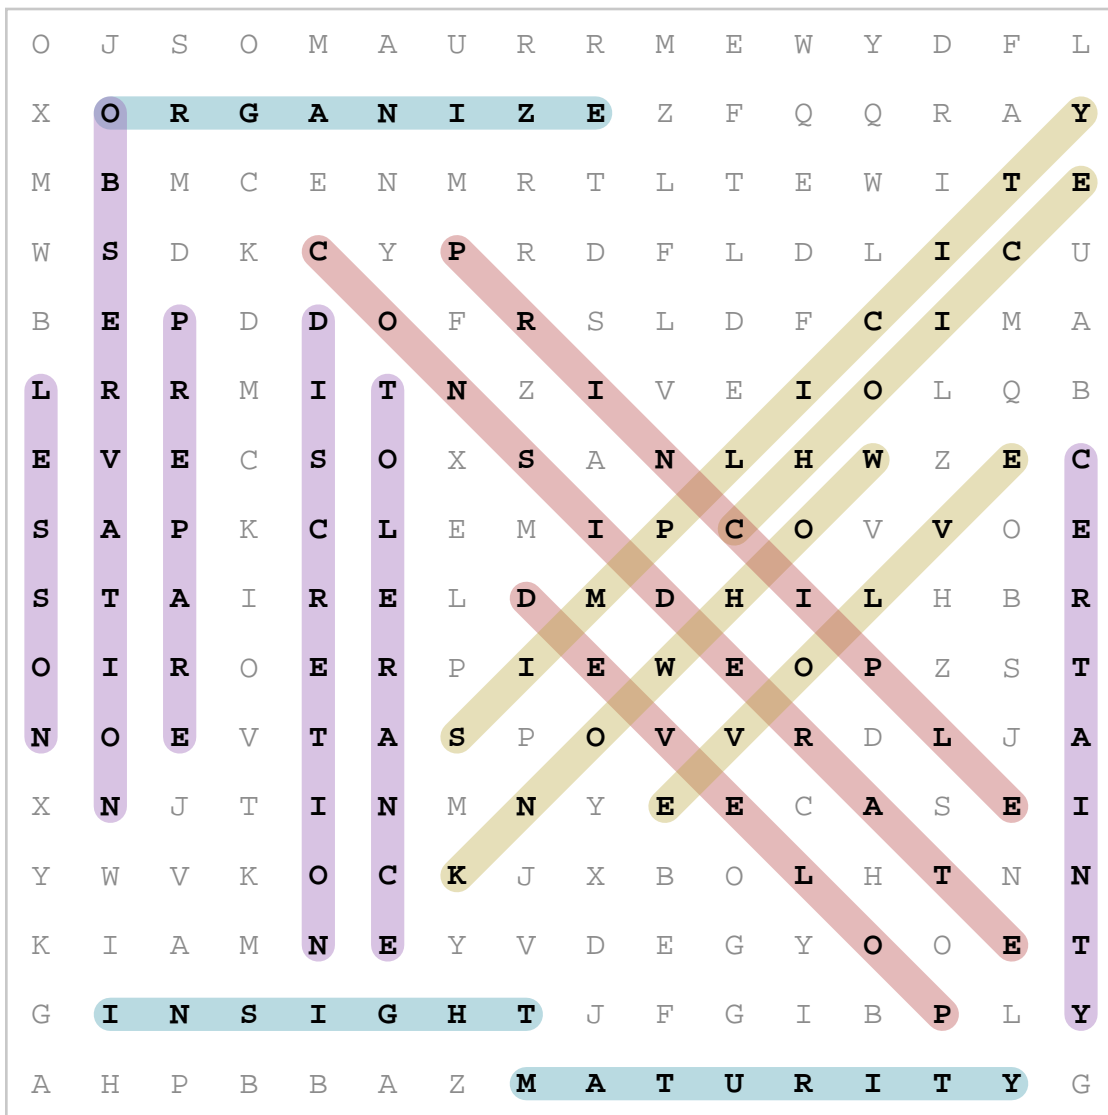 O J S O M A U R R M E W Y D F L
X O R G A N I Z E Z F Q Q R A Y
M B M C E N M R T L T E W I T E
W S D K C Y P R D F L D L I C U
B E P D D O F R S L D F C I M A
L R R M I T N Z I V E I O L Q B
E V E C S O X S A N L H W Z E C
S A P K C L E M I P C O V V O E
S T A I R E L D M D H I L H B R
O I R O E R P I E W E O P Z S T
N O E V T A S P O V V R D L J A
X N J T I N M N Y E E C A S E I
Y W V K O C K J X B O L H T N N
K I A M N E Y V D E G Y O O E T
G I N S I G H T J F G I B P L Y
A H P B B A Z M A T U R I T Y G